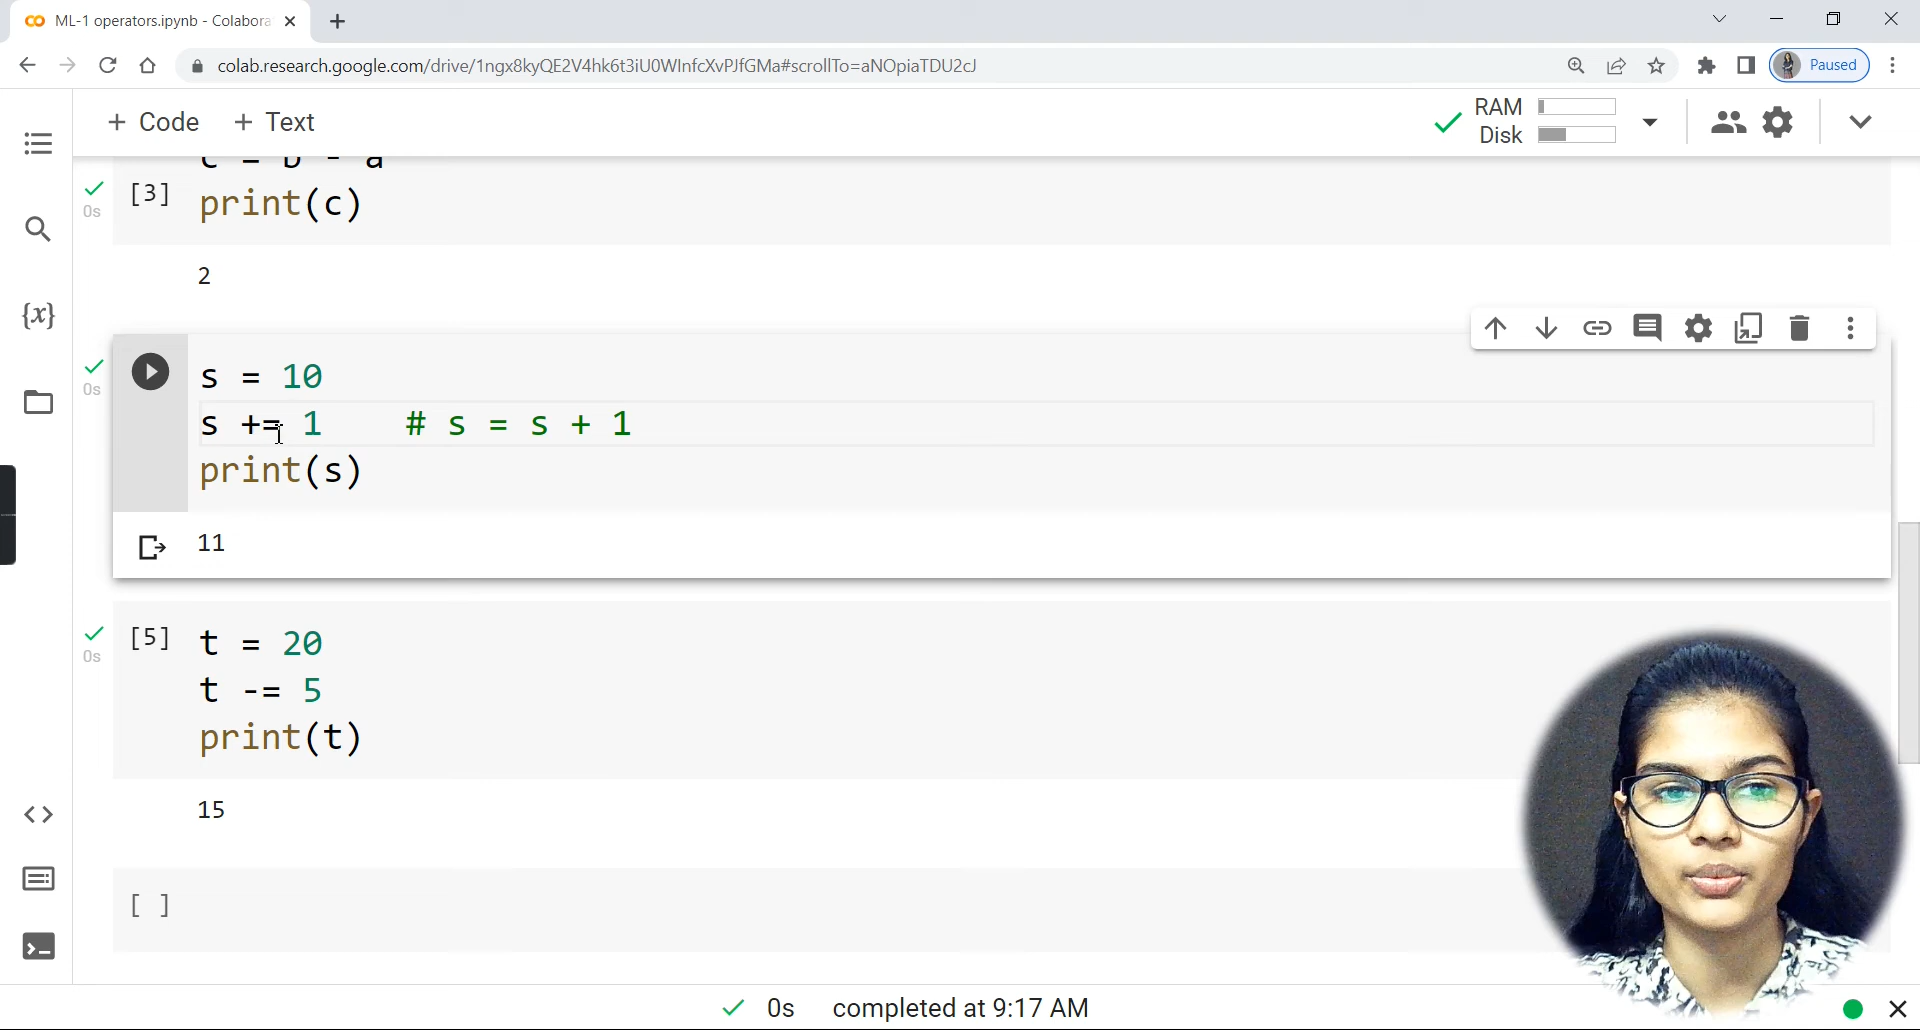 ML-1 operators.ipynb - Colabora
colab.research.google.com/drive/1ngx8kyQE2V4hk6t3iU0WInfcXvPJfGMa#scrollTo=aNOpiaTDU2cJ
Paused
+ Code + Text
RAM
Disk
c = b - a
[3] print(c)
0s
2
s = 10
0s
s += 1 # s = s + 1
print(s)
11
[5] t = 20
0s
t -= 5
print(t)
15
[ ]
0s completed at 9:17 AM